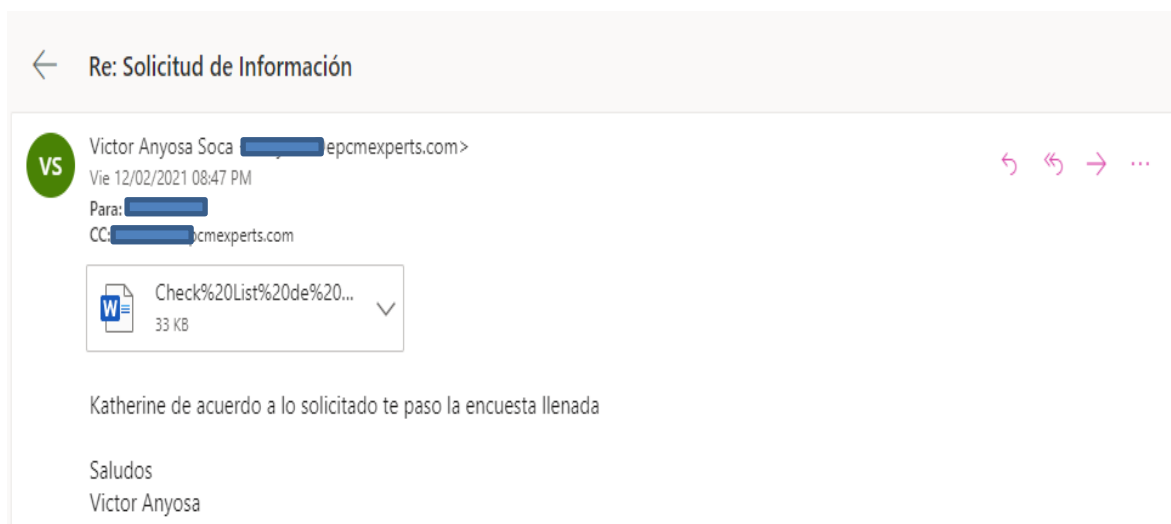 Re: Solicitud de Información
VS
Victor Anyosa Soca epcmexperts.com>
Vie 12/02/2021 08:47 PM
Para:
CC: pcmexperts.com
Check%20List%20de%20...
W
33 KB
Katherine de acuerdo a lo solicitado te paso la encuesta llenada
Saludos
Victor Anyosa